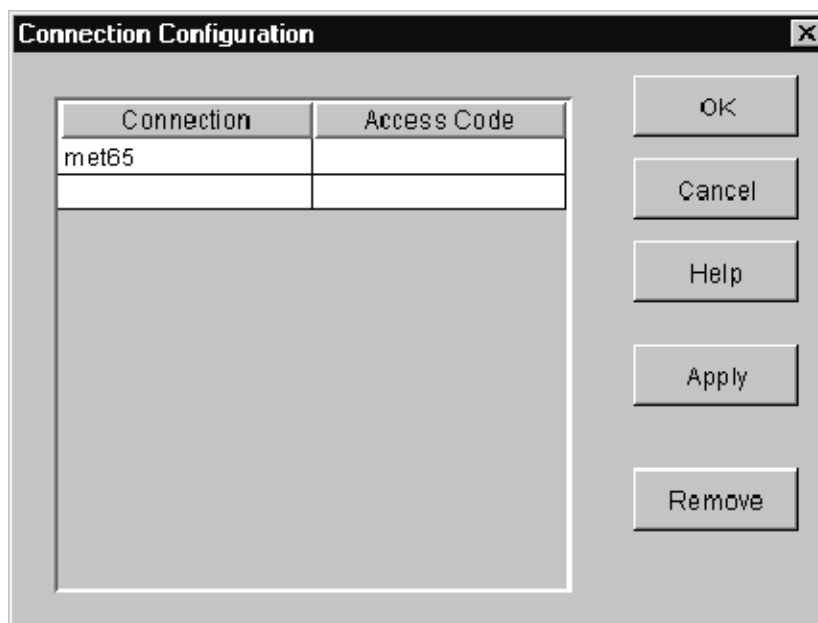 Connection Configuration
Connection Access Code
met65
OK
Cancel
Help
Apply
Remove